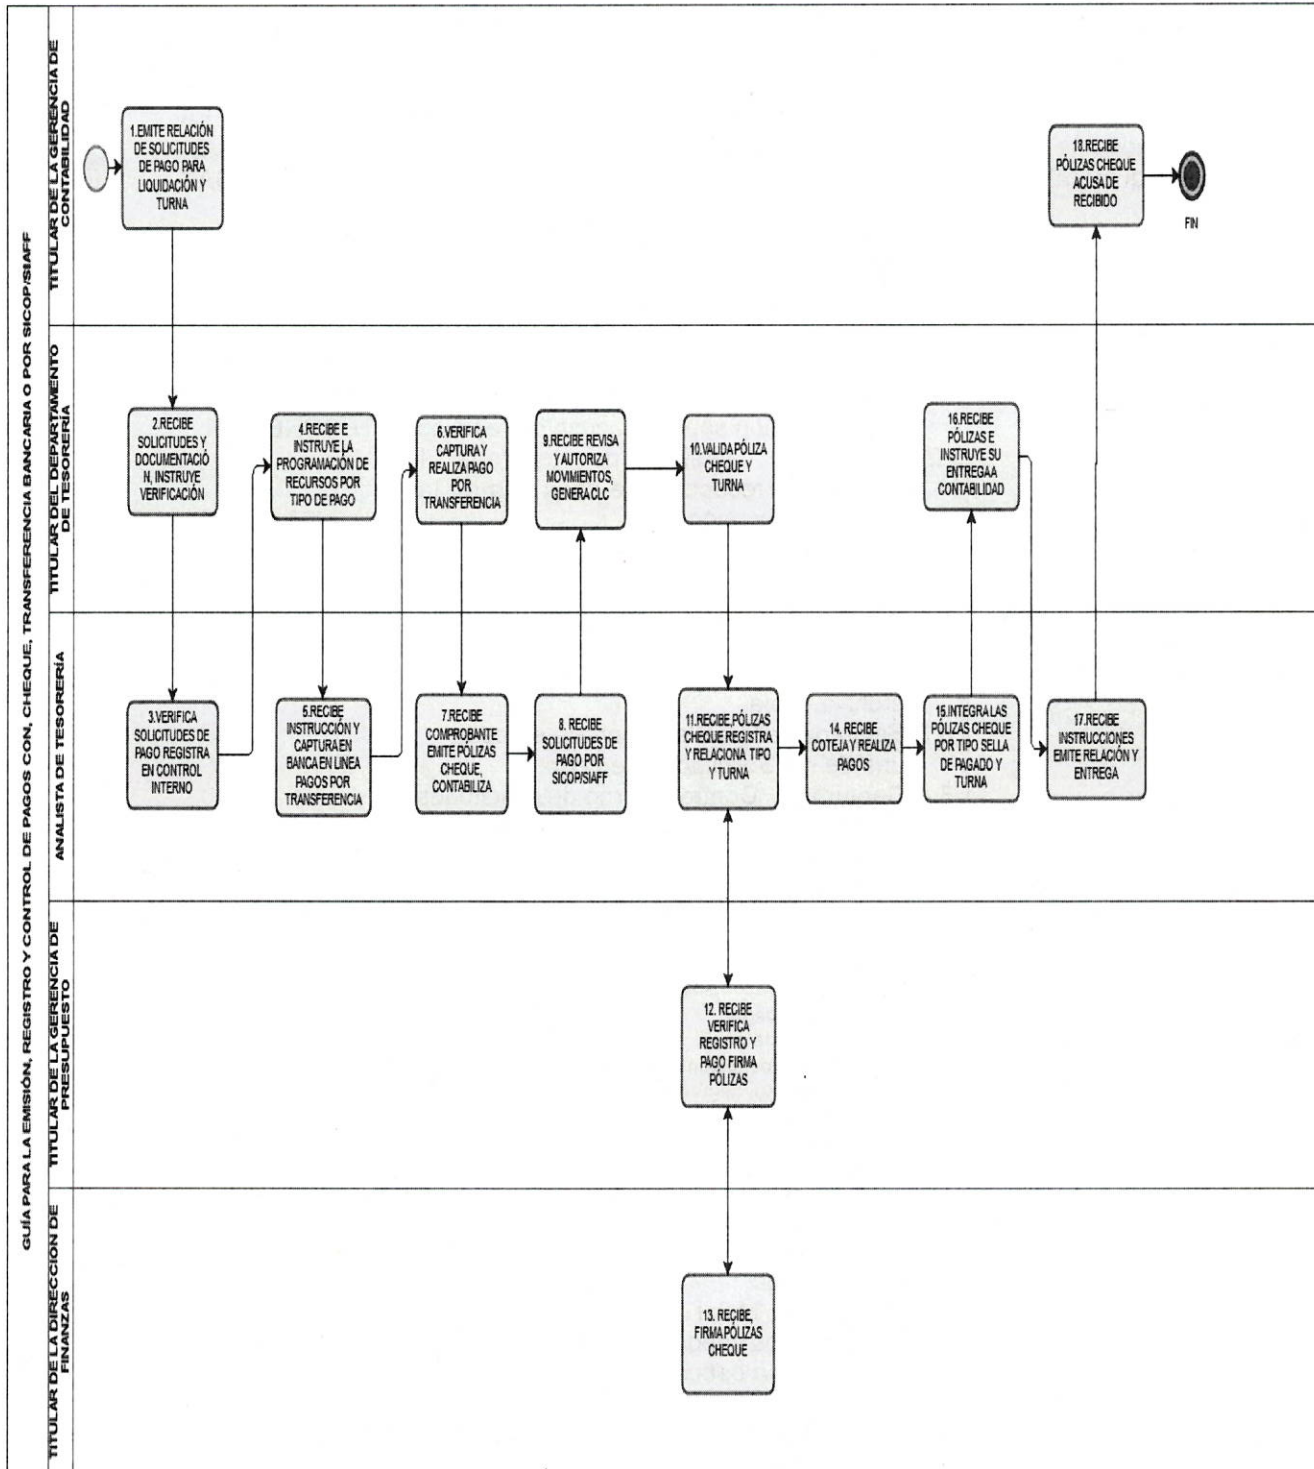 GUÍA PARA LA EMISIÓN, REGISTRO Y CONTROL DE PAGOS CON, CHEQUE, TRANSFERENCIA BANCARIA O POR SICOP/SIAFF
TITULAR DE LA GERENCIA DE
CONTABILIDAD
1.EMITE RELACIÓN
DE SOLICITUDES
DE PAGO PARA
LIQUIDACIÓN Y
TURNA
18.RECIBE
PÓLIZAS CHEQUE
ACUSA DE
RECIBIDO
FIN
TITULAR DEL DEPARTAMENTO
DE TESORERÍA
2.RECIBE
SOLICITUDES Y
DOCUMENTACIÓ
N, INSTRUYE
VERIFICACIÓN
4.RECIBE E
INSTRUYE LA
PROGRAMACIÓN DE
RECURSOS POR
TIPO DE PAGO
6.VERIFICA
CAPTURA Y
REALIZA PAGO
POR
TRANSFERENCIA
9.RECIBE REVISA
Y AUTORIZA
MOVIMIENTOS,
GENERA CLC
10.VALIDA PÓLIZA
CHEQUE Y
TURNA
16.RECIBE
PÓLIZAS E
INSTRUYE SU
ENTREGA A
CONTABILIDAD
ANALISTA DE TESORERÍA
3.VERIFICA
SOLICITUDES DE
PAGO REGISTRA
EN CONTROL
INTERNO
5.RECIBE
INSTRUCCIÓN Y
CAPTURA EN
BANCA EN LINEA
PAGOS POR
TRANSFERENCIA
7.RECIBE
COMPROBANTE
EMITE PÓLIZAS
CHEQUE,
CONTABILIZA
8. RECIBE
SOLICITUDES DE
PAGO POR
SICOP/SIAFF
11.RECIBE,PÓLIZAS
CHEQUE REGISTRA
Y RELACIONA TIPO
Y TURNA
14. RECIBE
COTEJA Y REALIZA
PAGOS
15.INTEGRA LAS
PÓLIZAS CHEQUE
POR TIPO SELLA
DE PAGADO Y
TURNA
17.RECIBE
INSTRUCCIONES
EMITE RELACIÓN Y
ENTREGA
TITULAR DE LA GERENCIA DE
PRESUPUESTO
12. RECIBE
VERIFICA
REGISTRO Y
PAGO FIRMA
PÓLIZAS
TITULAR DE LA DIRECCION DE
FINANZAS
13. RECIBE,
FIRMA PÓLIZAS
CHEQUE